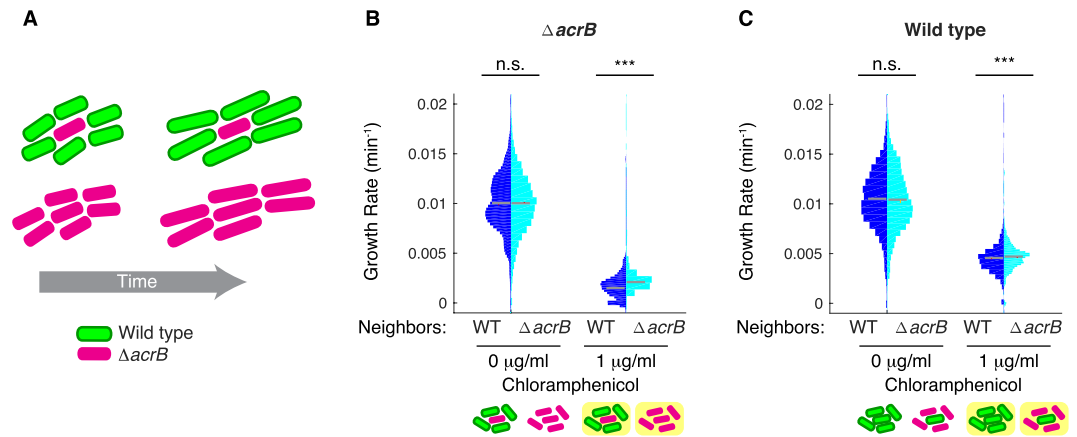 A
Time
Wild type
ΔacrB
B
ΔacrB
n.s.
***
Growth Rate (min⁻¹)
0.02
0.015
0.01
0.005
0
Neighbors: WT ΔacrB WT ΔacrB
0 µg/ml 1 µg/ml
Chloramphenicol
C
Wild type
n.s.
***
Growth Rate (min⁻¹)
0.02
0.015
0.01
0.005
0
Neighbors: WT ΔacrB WT ΔacrB
0 µg/ml 1 µg/ml
Chloramphenicol